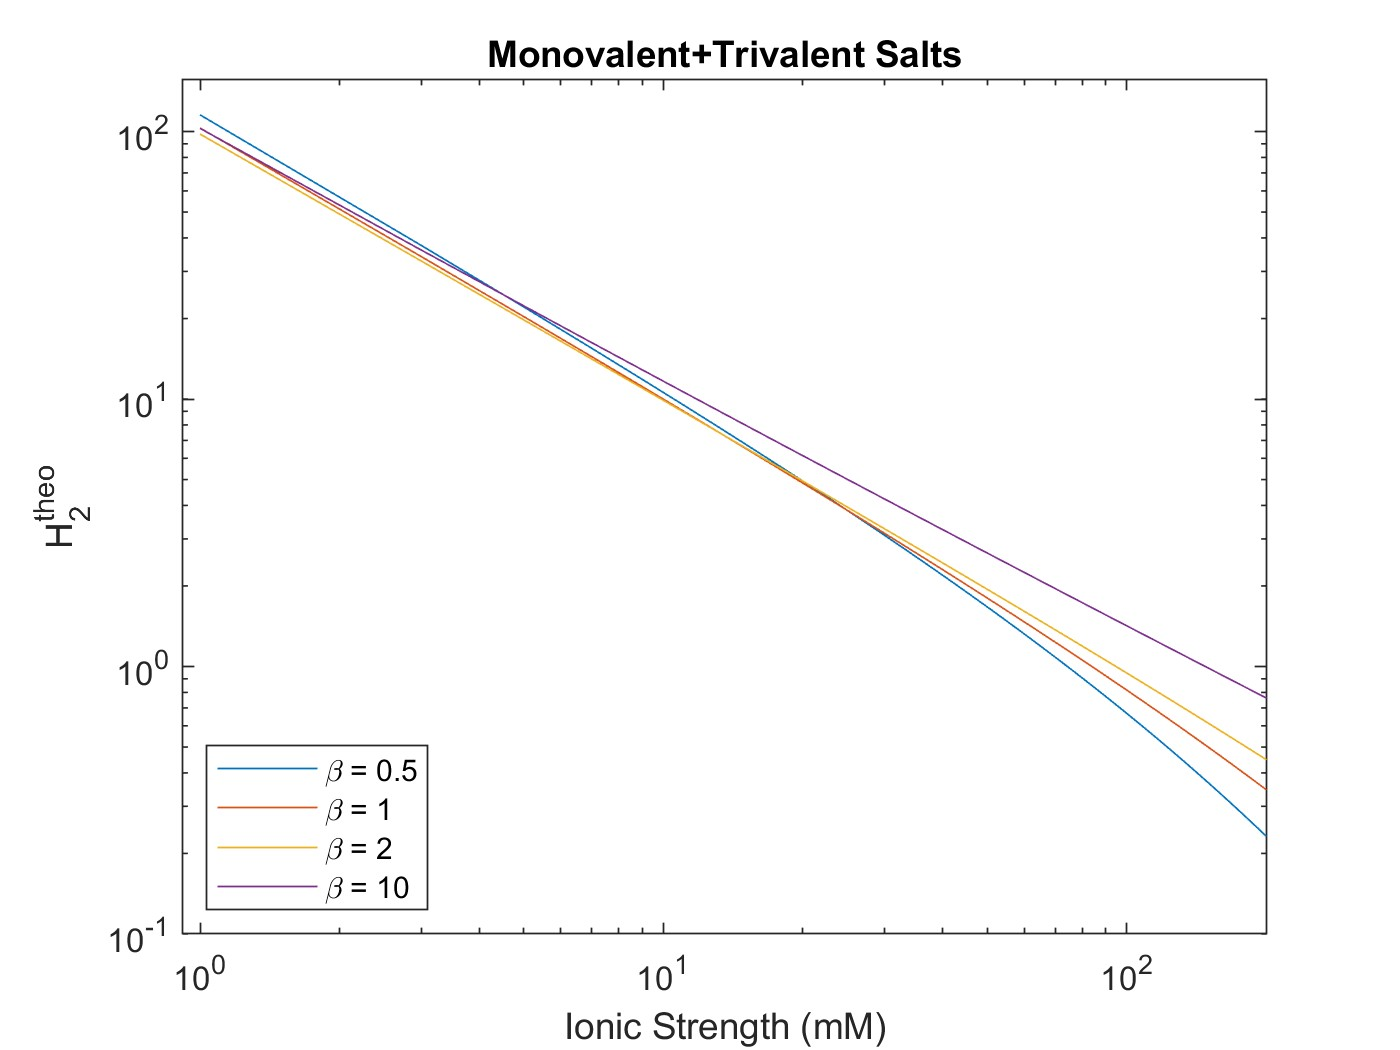 Monovalent+Trivalent Salts
10^2
10^1
10^0
10^-1
H_2^theo
β = 0.5
β = 1
β = 2
β = 10
10^0 10^1 10^2
Ionic Strength (mM)